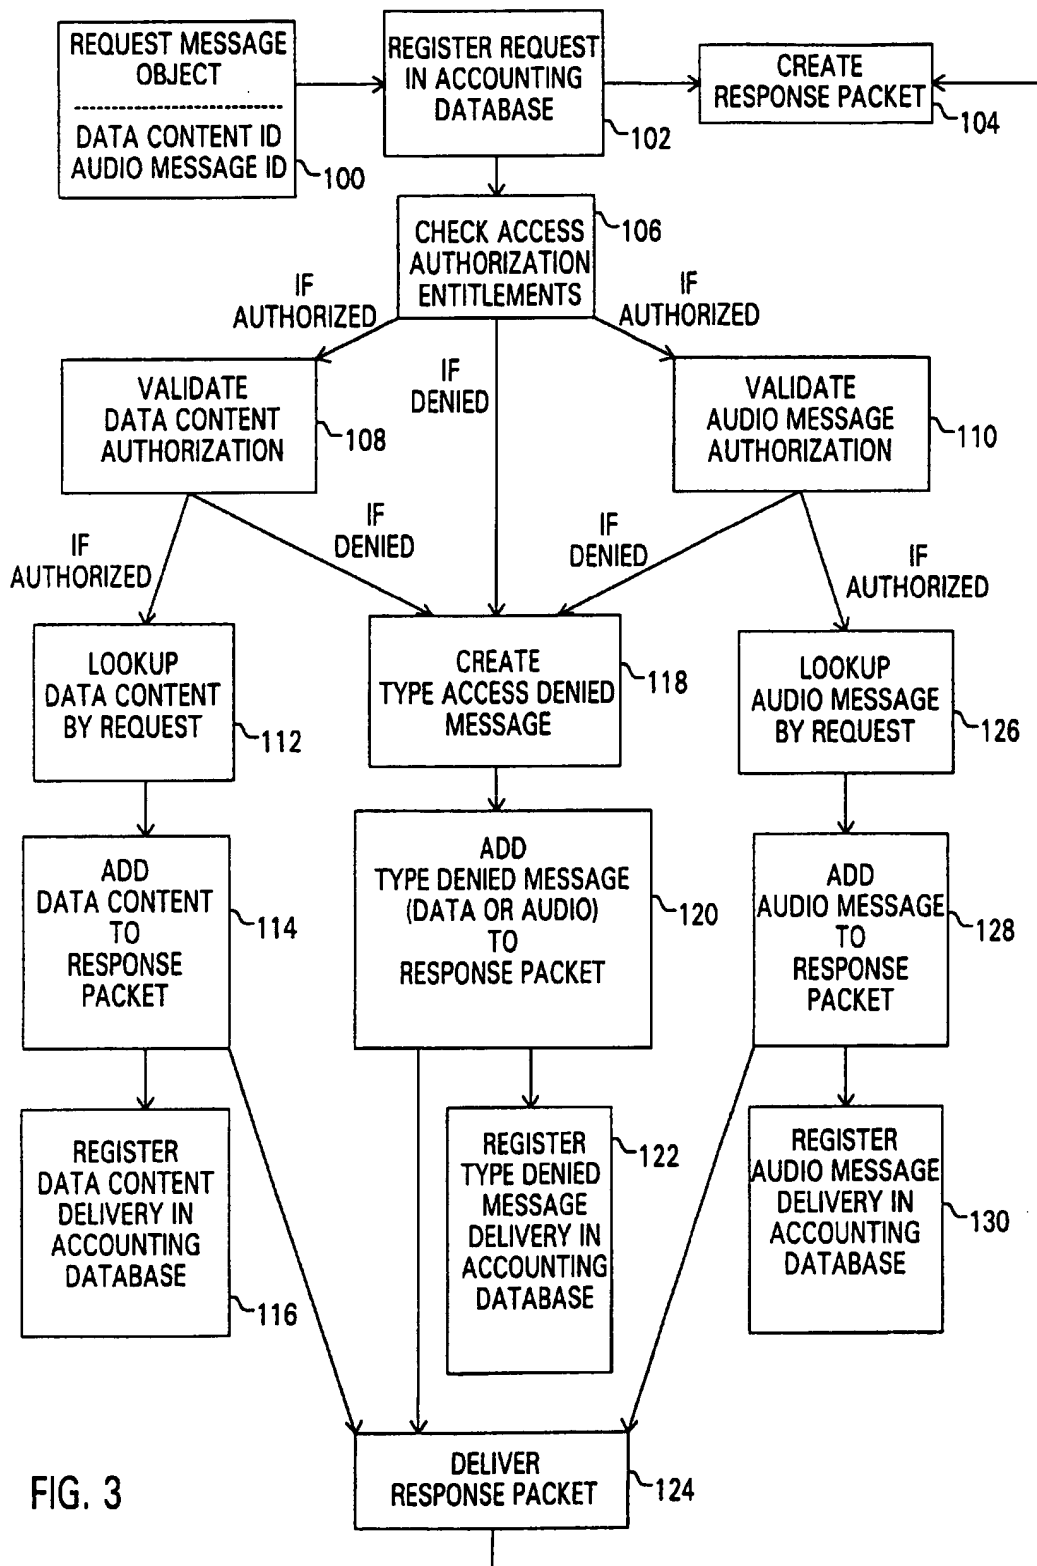 REQUEST MESSAGE
OBJECT
DATA CONTENT ID
AUDIO MESSAGE ID
100
REGISTER REQUEST
IN ACCOUNTING
DATABASE
102
CREATE
RESPONSE PACKET
104
CHECK ACCESS
AUTHORIZATION
ENTITLEMENTS
106
IF
AUTHORIZED
IF
DENIED
IF
AUTHORIZED
VALIDATE
DATA CONTENT
AUTHORIZATION
108
VALIDATE
AUDIO MESSAGE
AUTHORIZATION
110
IF
AUTHORIZED
IF
DENIED
IF
DENIED
IF
AUTHORIZED
LOOKUP
DATA CONTENT
BY REQUEST
112
CREATE
TYPE ACCESS DENIED
MESSAGE
118
LOOKUP
AUDIO MESSAGE
BY REQUEST
126
ADD
DATA CONTENT
TO
RESPONSE
PACKET
114
ADD
TYPE DENIED MESSAGE
(DATA OR AUDIO)
TO
RESPONSE PACKET
120
ADD
AUDIO MESSAGE
TO
RESPONSE
PACKET
128
REGISTER
DATA CONTENT
DELIVERY IN
ACCOUNTING
DATABASE
116
REGISTER
TYPE DENIED
MESSAGE
DELIVERY IN
ACCOUNTING
DATABASE
122
REGISTER
AUDIO MESSAGE
DELIVERY IN
ACCOUNTING
DATABASE
130
DELIVER
RESPONSE PACKET
124
FIG. 3